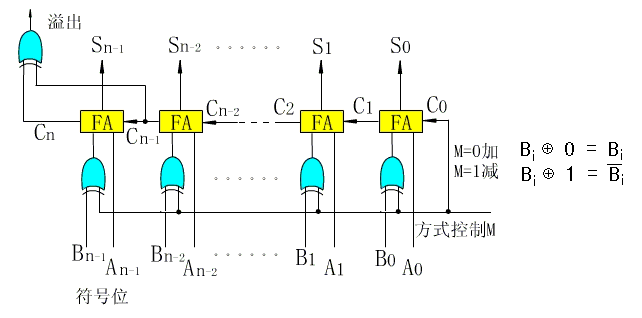 溢出
Sn-1 Sn-2 ······ S1 S0
Cn FA Cn-1 FA Cn-2 C2 FA C1 FA C0
M=0加 Bi ⊕ 0 = Bi
M=1减 Bi ⊕ 1 = B̅i
······
方式控制M
Bn-1 An-1 Bn-2 An-2 ······ B1 A1 B0 A0
符号位